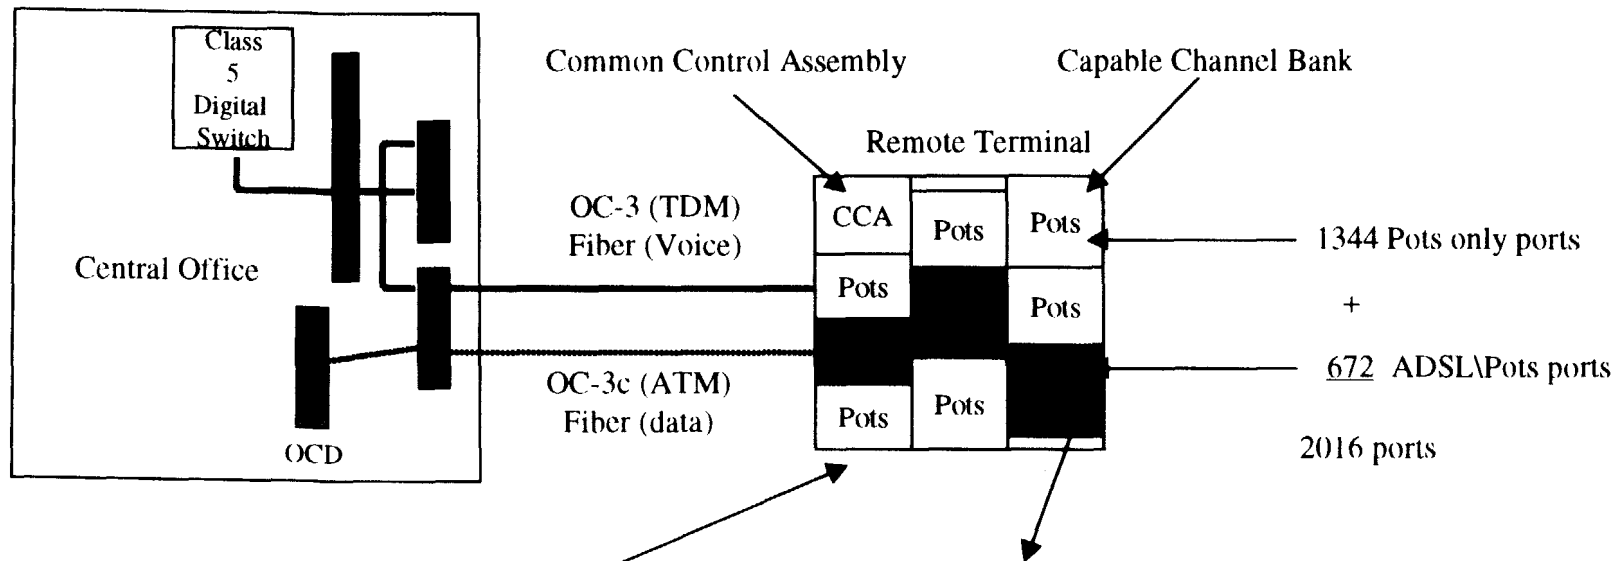 Class
5
Digital
Switch
Central Office
OCD
Common Control Assembly
Capable Channel Bank
Remote Terminal
OC-3 (TDM)
Fiber (Voice)
OC-3c (ATM)
Fiber (data)
CCA
Pots
Pots
Pots
Pots
Pots
Pots
1344 Pots only ports
+
672 ADSL\Pots ports
2016 ports